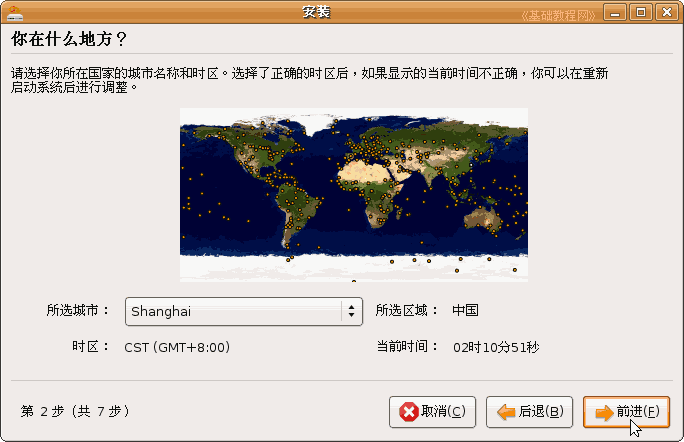 安装
《基础教程网》
你在什么地方？
请选择你所在国家的城市名称和时区。选择了正确的时区后，如果显示的当前时间不正确，你可以在重新
启动系统后进行调整。
所选城市： Shanghai 所选区域： 中国
时区： CST (GMT+8:00) 当前时间： 02时10分51秒
第 2 步 (共 7 步) 取消(C) 后退(B) 前进(F)